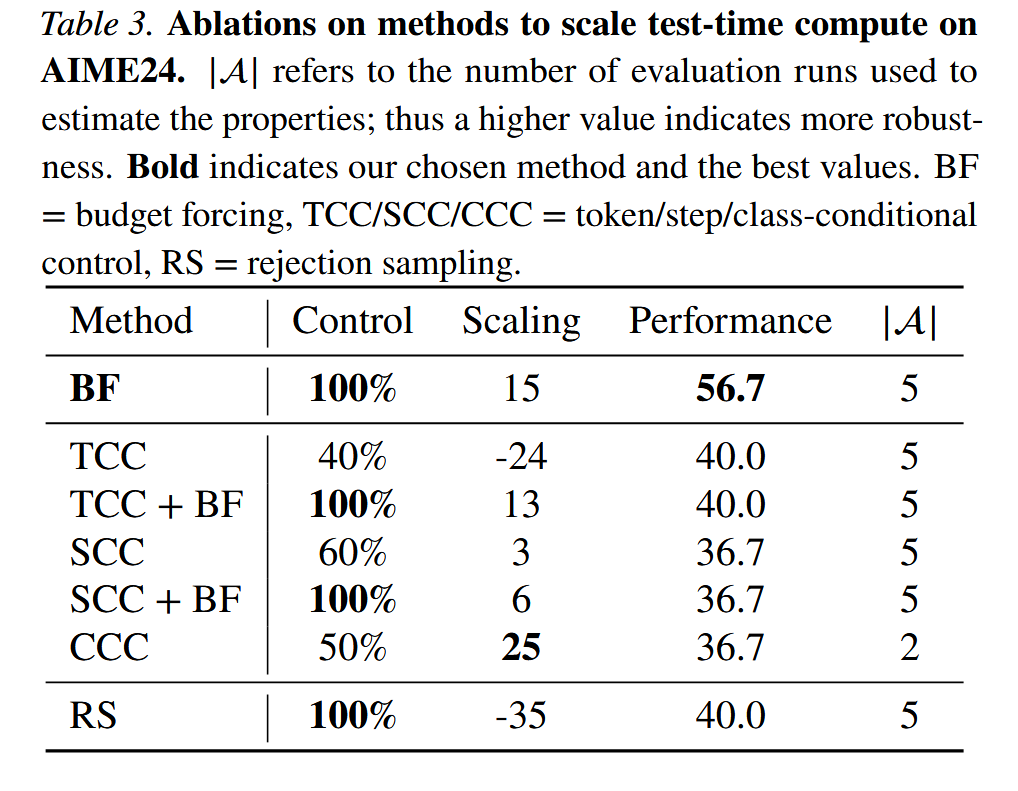 Table 3. Ablations on methods to scale test-time compute on
AIME24. |𝒜| refers to the number of evaluation runs used to
estimate the properties; thus a higher value indicates more robust-
ness. Bold indicates our chosen method and the best values. BF
= budget forcing, TCC/SCC/CCC = token/step/class-conditional
control, RS = rejection sampling.
Method Control Scaling Performance |𝒜|
BF 100% 15 56.7 5
TCC 40% -24 40.0 5
TCC + BF 100% 13 40.0 5
SCC 60% 3 36.7 5
SCC + BF 100% 6 36.7 5
CCC 50% 25 36.7 2
RS 100% -35 40.0 5